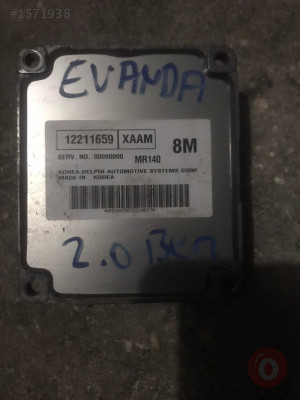 #1571938
EVANDA
12211659 XAAM
8M
SERV. NO. 00000000 MR140
KOREA DELPHI AUTOMOTIVE SYSTEMS CORP
MADE IN KOREA
2.0